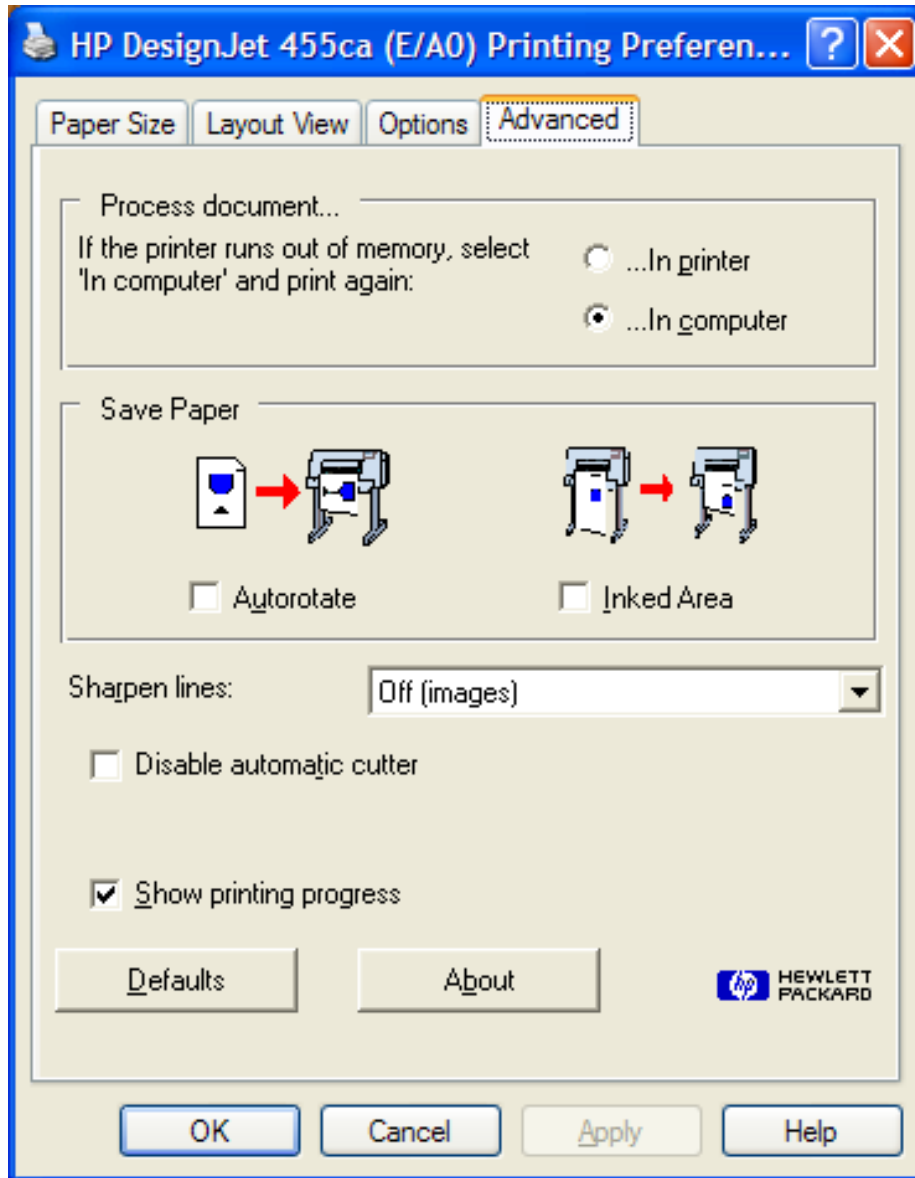 HP DesignJet 455ca (E/A0) Printing Preferen...
Paper Size
Layout View
Options
Advanced
Process document...
If the printer runs out of memory, select
'In computer' and print again:
...In printer
...In computer
Save Paper
Autorotate
Inked Area
Sharpen lines:
Off (images)
Disable automatic cutter
Show printing progress
Defaults
About
hp
HEWLETT
PACKARD
OK
Cancel
Apply
Help